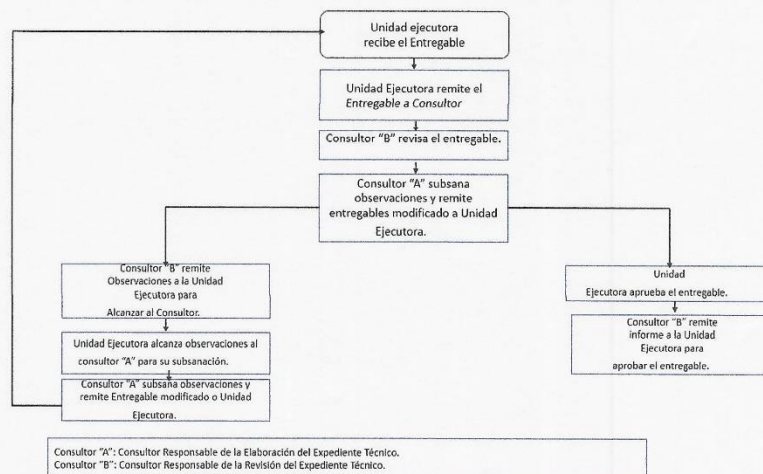 Unidad ejecutora
recibe el Entregable
Unidad Ejecutora remite el
Entregable a Consultor
Consultor "B" revisa el entregable.
Consultor "A" subsana
observaciones y remite
entregables modificado a Unidad
Ejecutora.
Consultor "B" remite
Observaciones a la Unidad
Ejecutora para
Alcanzar al Consultor.
Unidad Ejecutora alcanza observaciones al
consultor "A" para su subsanación.
Consultor "A" subsana observaciones y
remite Entregable modificado o Unidad
Ejecutora.
Unidad
Ejecutora aprueba el entregable.
Consultor "B" remite
informe a la Unidad
Ejecutora para
aprobar el entregable.
Consultor "A": Consultor Responsable de la Elaboración del Expediente Técnico.
Consultor "B": Consultor Responsable de la Revisión del Expediente Técnico.